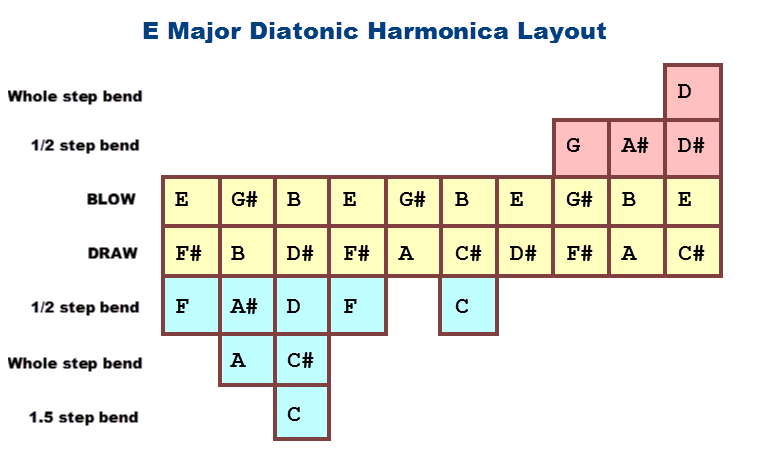 E Major Diatonic Harmonica Layout
Whole step bend D
1/2 step bend G A# D#
BLOW E G# B E G# B E G# B E
DRAW F# B D# F# A C# D# F# A C#
1/2 step bend F A# D F C
Whole step bend A C#
1.5 step bend C